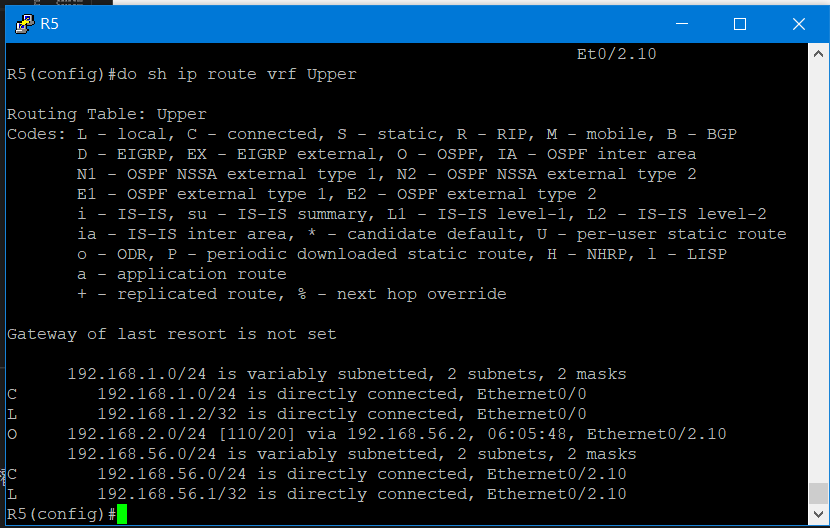 R5
Et0/2.10
R5(config)#do sh ip route vrf Upper
Routing Table: Upper
Codes: L - local, C - connected, S - static, R - RIP, M - mobile, B - BGP
D - EIGRP, EX - EIGRP external, O - OSPF, IA - OSPF inter area
N1 - OSPF NSSA external type 1, N2 - OSPF NSSA external type 2
E1 - OSPF external type 1, E2 - OSPF external type 2
i - IS-IS, su - IS-IS summary, L1 - IS-IS level-1, L2 - IS-IS level-2
ia - IS-IS inter area, * - candidate default, U - per-user static route
o - ODR, P - periodic downloaded static route, H - NHRP, l - LISP
a - application route
+ - replicated route, % - next hop override
Gateway of last resort is not set
192.168.1.0/24 is variably subnetted, 2 subnets, 2 masks
C 192.168.1.0/24 is directly connected, Ethernet0/0
L 192.168.1.2/32 is directly connected, Ethernet0/0
O 192.168.2.0/24 [110/20] via 192.168.56.2, 06:05:48, Ethernet0/2.10
192.168.56.0/24 is variably subnetted, 2 subnets, 2 masks
C 192.168.56.0/24 is directly connected, Ethernet0/2.10
L 192.168.56.1/32 is directly connected, Ethernet0/2.10
R5(config)#